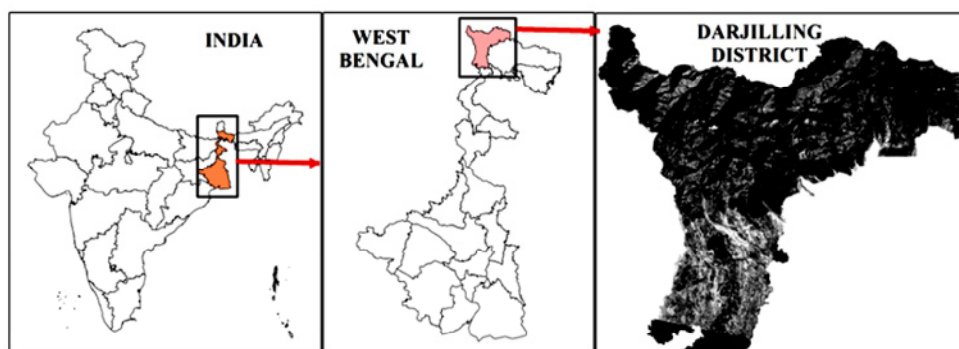 INDIA
WEST
BENGAL
DARJILLING
DISTRICT